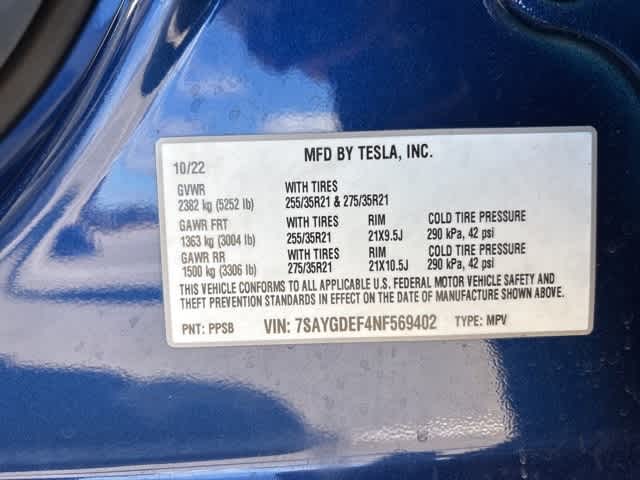 MFD BY TESLA, INC.
10/22
GVWR WITH TIRES
2382 kg (5252 lb) 255/35R21 & 275/35R21
GAWR FRT WITH TIRES RIM COLD TIRE PRESSURE
1363 kg (3004 lb) 255/35R21 21X9.5J 290 kPa, 42 psi
GAWR RR WITH TIRES RIM COLD TIRE PRESSURE
1500 kg (3306 lb) 275/35R21 21X10.5J 290 kPa, 42 psi
THIS VEHICLE CONFORMS TO ALL APPLICABLE U.S. FEDERAL MOTOR VEHICLE SAFETY AND
THEFT PREVENTION STANDARDS IN EFFECT ON THE DATE OF MANUFACTURE SHOWN ABOVE.
PNT: PPSB VIN: 7SAYGDEF4NF569402 TYPE: MPV